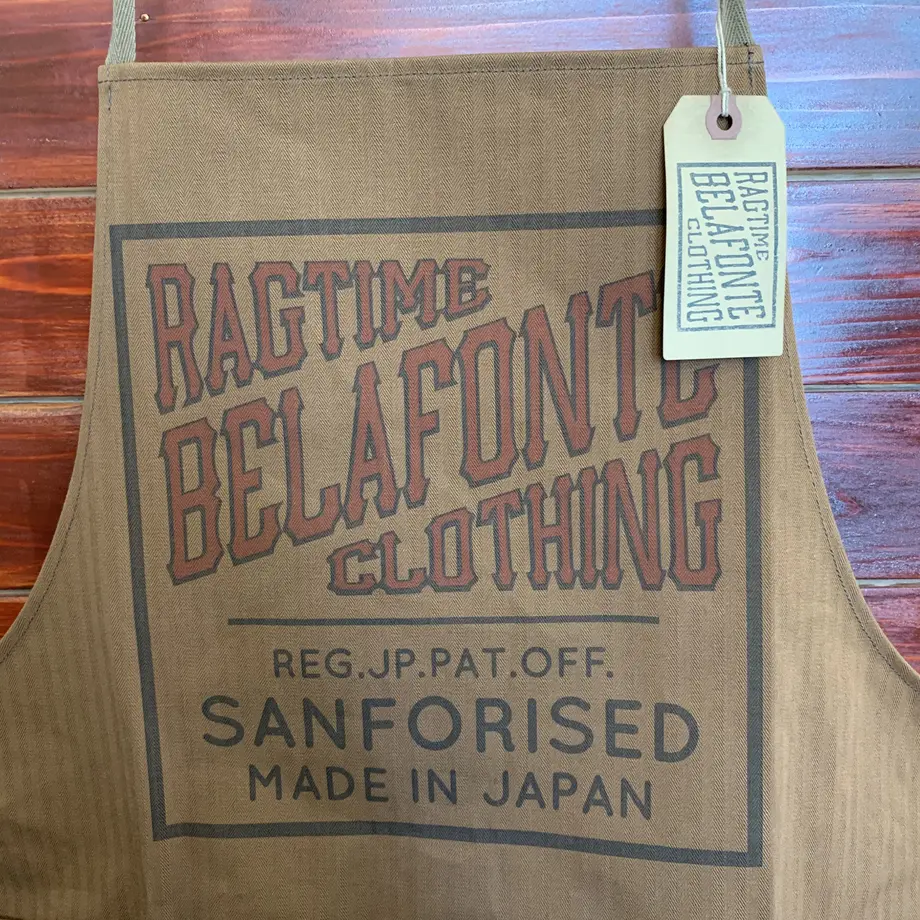 RAGTIME
BELAFONTE
CLOTHING
REG.JP.PAT.OFF.
SANFORISED
MADE IN JAPAN
RAGTIME
BELAFONTE
CLOTHING